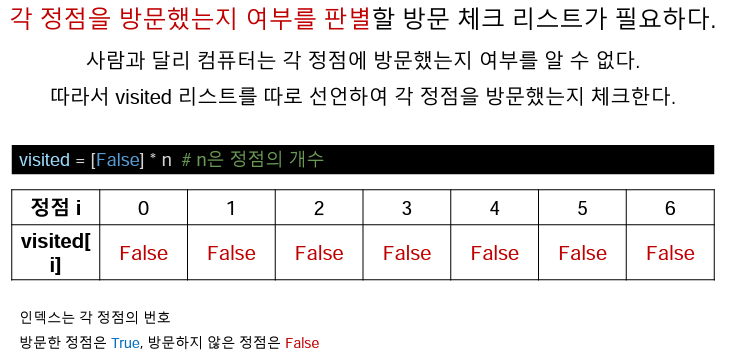 각 정점을 방문했는지 여부를 판별할 방문 체크 리스트가 필요하다.
사람과 달리 컴퓨터는 각 정점에 방문했는지 여부를 알 수 없다.
따라서 visited 리스트를 따로 선언하여 각 정점을 방문했는지 체크한다.
visited = [False] * n # n은 정점의 개수
정점 i 0 1 2 3 4 5 6
visited[
i] False False False False False False False
인덱스는 각 정점의 번호
방문한 정점은 True, 방문하지 않은 정점은 False